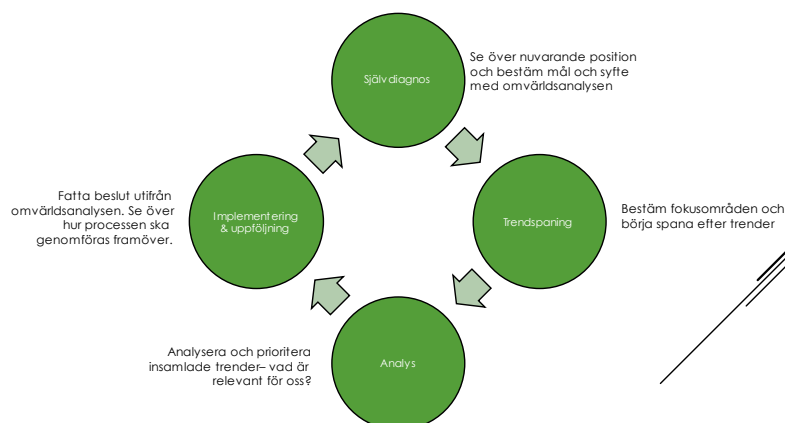 Självdiagnos
Se över nuvarande position
och bestäm mål och syfte
med omvärldsanalysen
Trendspaning
Bestäm fokusområden och
börja spana efter trender
Analys
Analysera och prioritera
insamlade trender– vad är
relevant för oss?
Implementering
& uppföljning
Fatta beslut utifrån
omvärldsanalysen. Se över
hur processen ska
genomföras framöver.